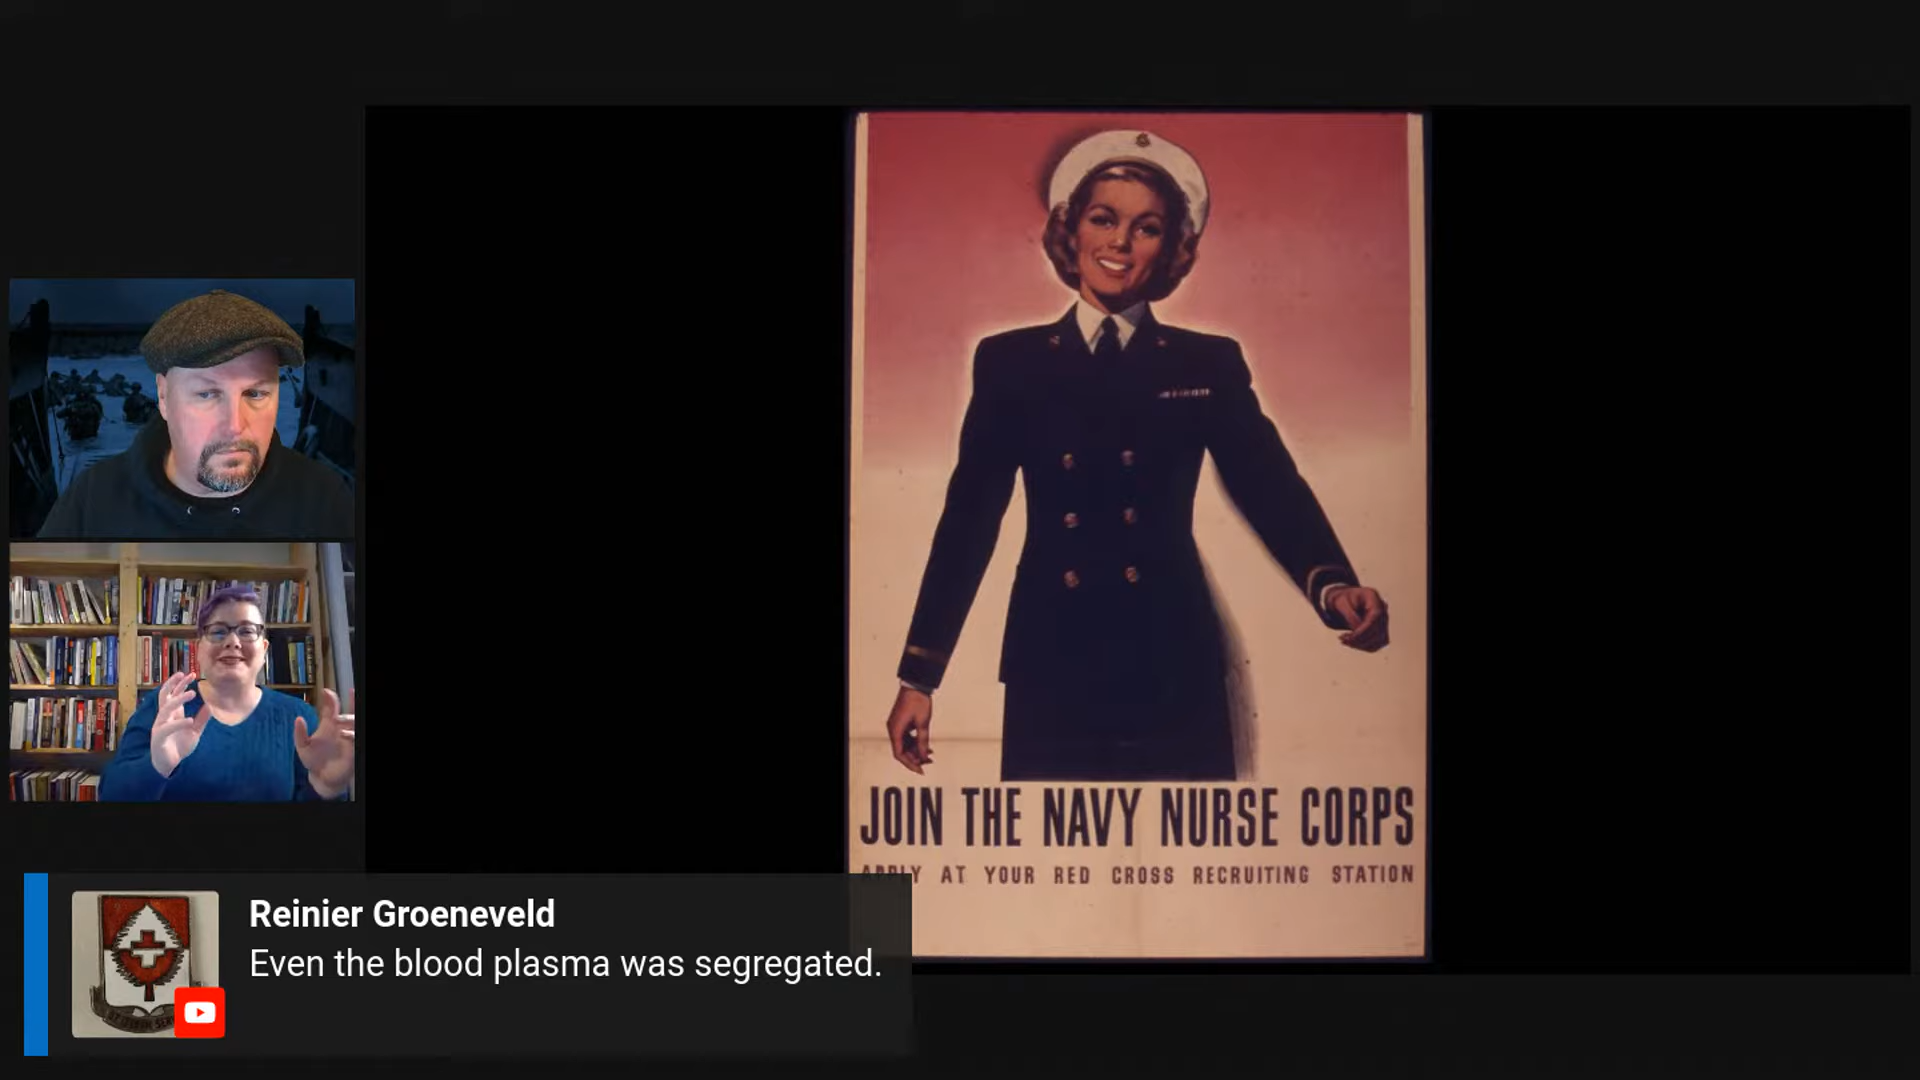 JOIN THE NAVY NURSE CORPS
APPLY AT YOUR RED CROSS RECRUITING STATION
Reinier Groeneveld
Even the blood plasma was segregated.